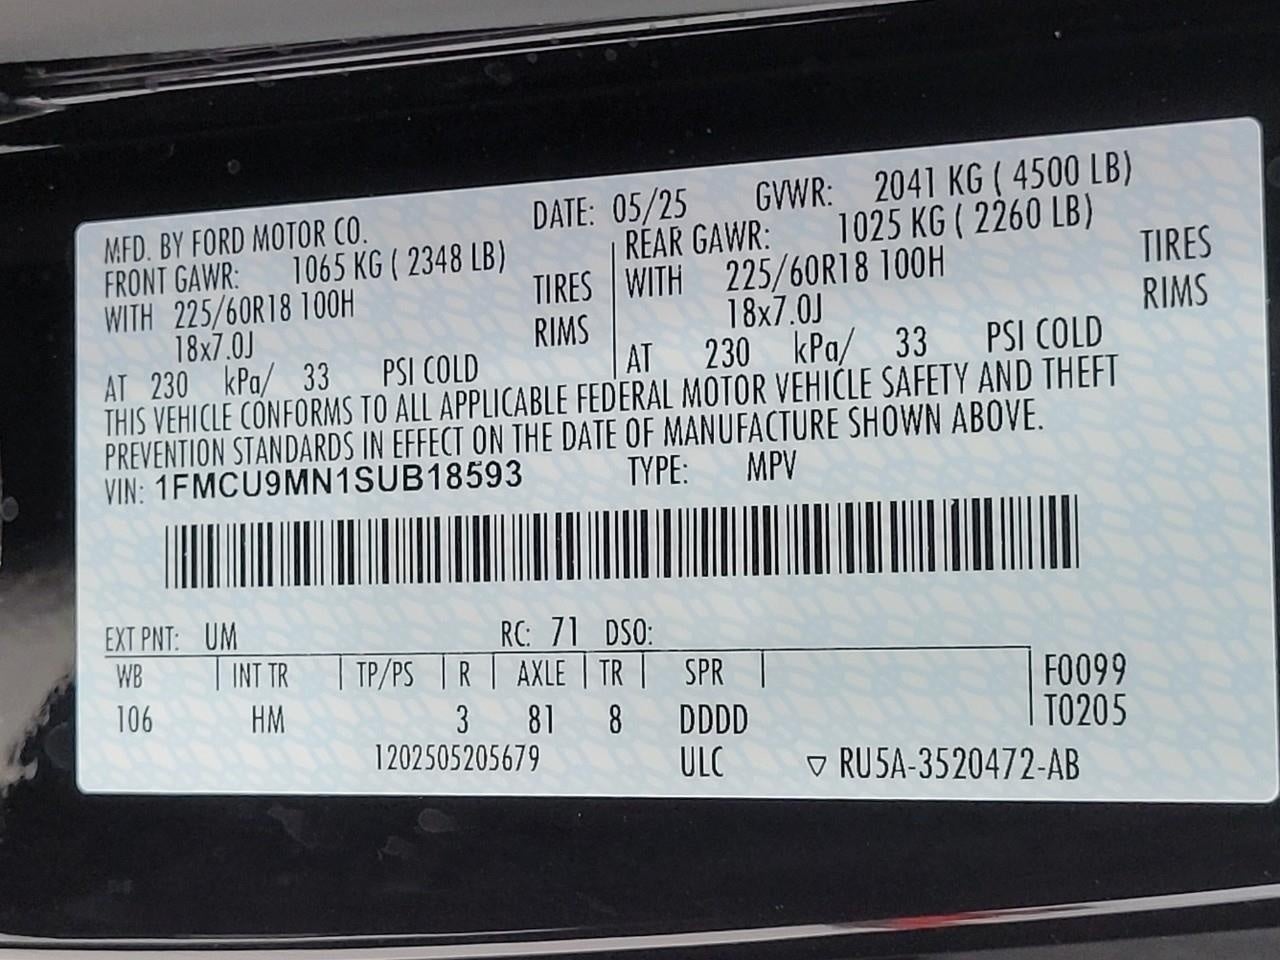 MFD. BY FORD MOTOR CO. DATE: 05/25 GVWR: 2041 KG ( 4500 LB)
FRONT GAWR: 1065 KG ( 2348 LB) REAR GAWR: 1025 KG ( 2260 LB)
WITH 225/60R18 100H TIRES WITH 225/60R18 100H TIRES
18x7.0J RIMS 18x7.0J RIMS
AT 230 kPa/ 33 PSI COLD AT 230 kPa/ 33 PSI COLD
THIS VEHICLE CONFORMS TO ALL APPLICABLE FEDERAL MOTOR VEHICLE SAFETY AND THEFT
PREVENTION STANDARDS IN EFFECT ON THE DATE OF MANUFACTURE SHOWN ABOVE.
VIN: 1FMCU9MN1SUB18593 TYPE: MPV
EXT PNT: UM RC: 71 DSO:
WB INT TR TP/PS R AXLE TR SPR F0099
106 HM 3 81 8 DDDD T0205
1202505205679 ULC ▽ RU5A-3520472-AB